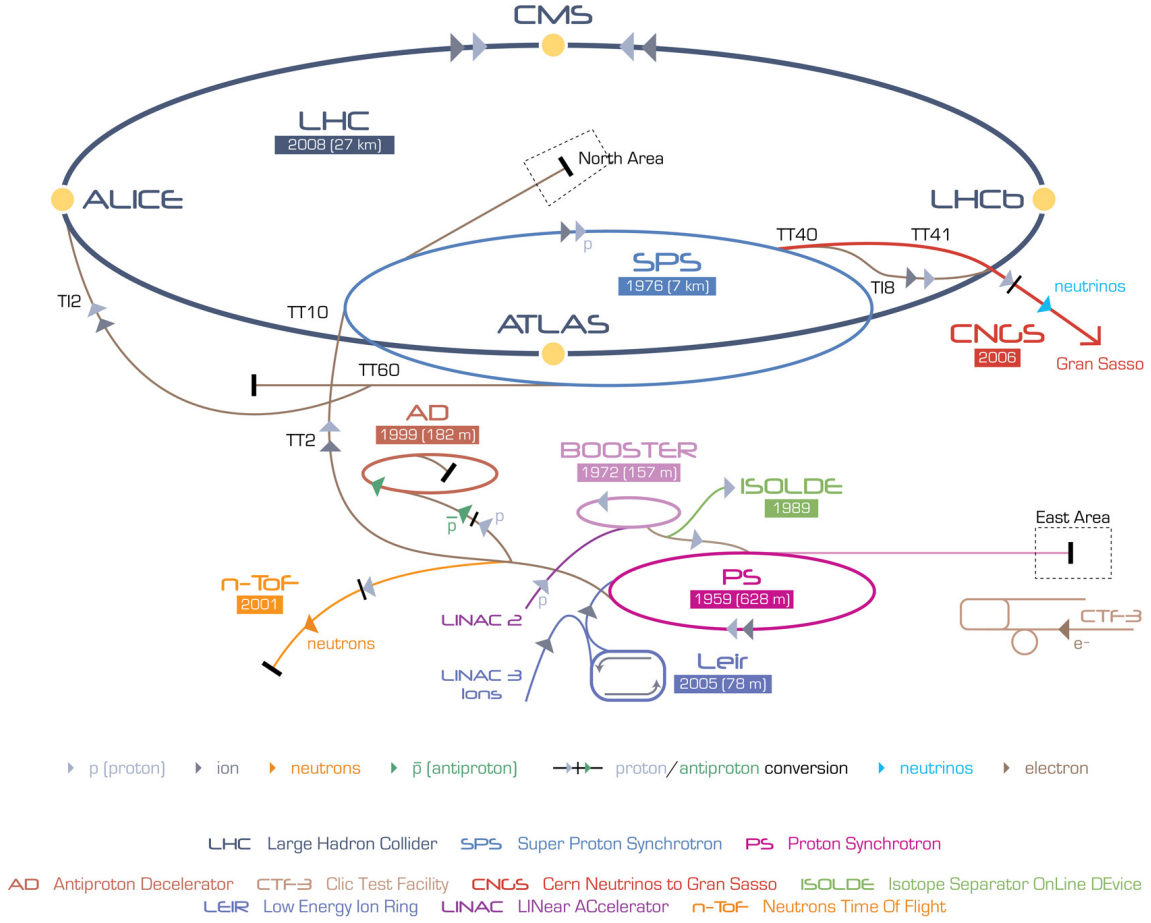 CMS
LHC
2008 (27 km)
North Area
ALICE
LHCb
p
TT40
TT41
SPS
1976 (7 km)
TI8
neutrinos
TI2
TT10
ATLAS
CNGS
2006
Gran Sasso
TT60
AD
1999 (182 m)
TT2
BOOSTER
1972 (157 m)
ISOLDE
1989
p̅
p
East Area
n-ToF
2001
PS
1959 (628 m)
p
LINAC 2
neutrons
CTF-3
e-
LINAC 3
Ions
Leir
2005 (78 m)
p (proton) ion neutrons p̅ (antiproton) proton/antiproton conversion neutrinos electron
LHC Large Hadron Collider SPS Super Proton Synchrotron PS Proton Synchrotron
AD Antiproton Decelerator CTF-3 Clic Test Facility CNGS Cern Neutrinos to Gran Sasso ISOLDE Isotope Separator OnLine DEvice
LEIR Low Energy Ion Ring LINAC LINear ACcelerator n-ToF Neutrons Time Of Flight